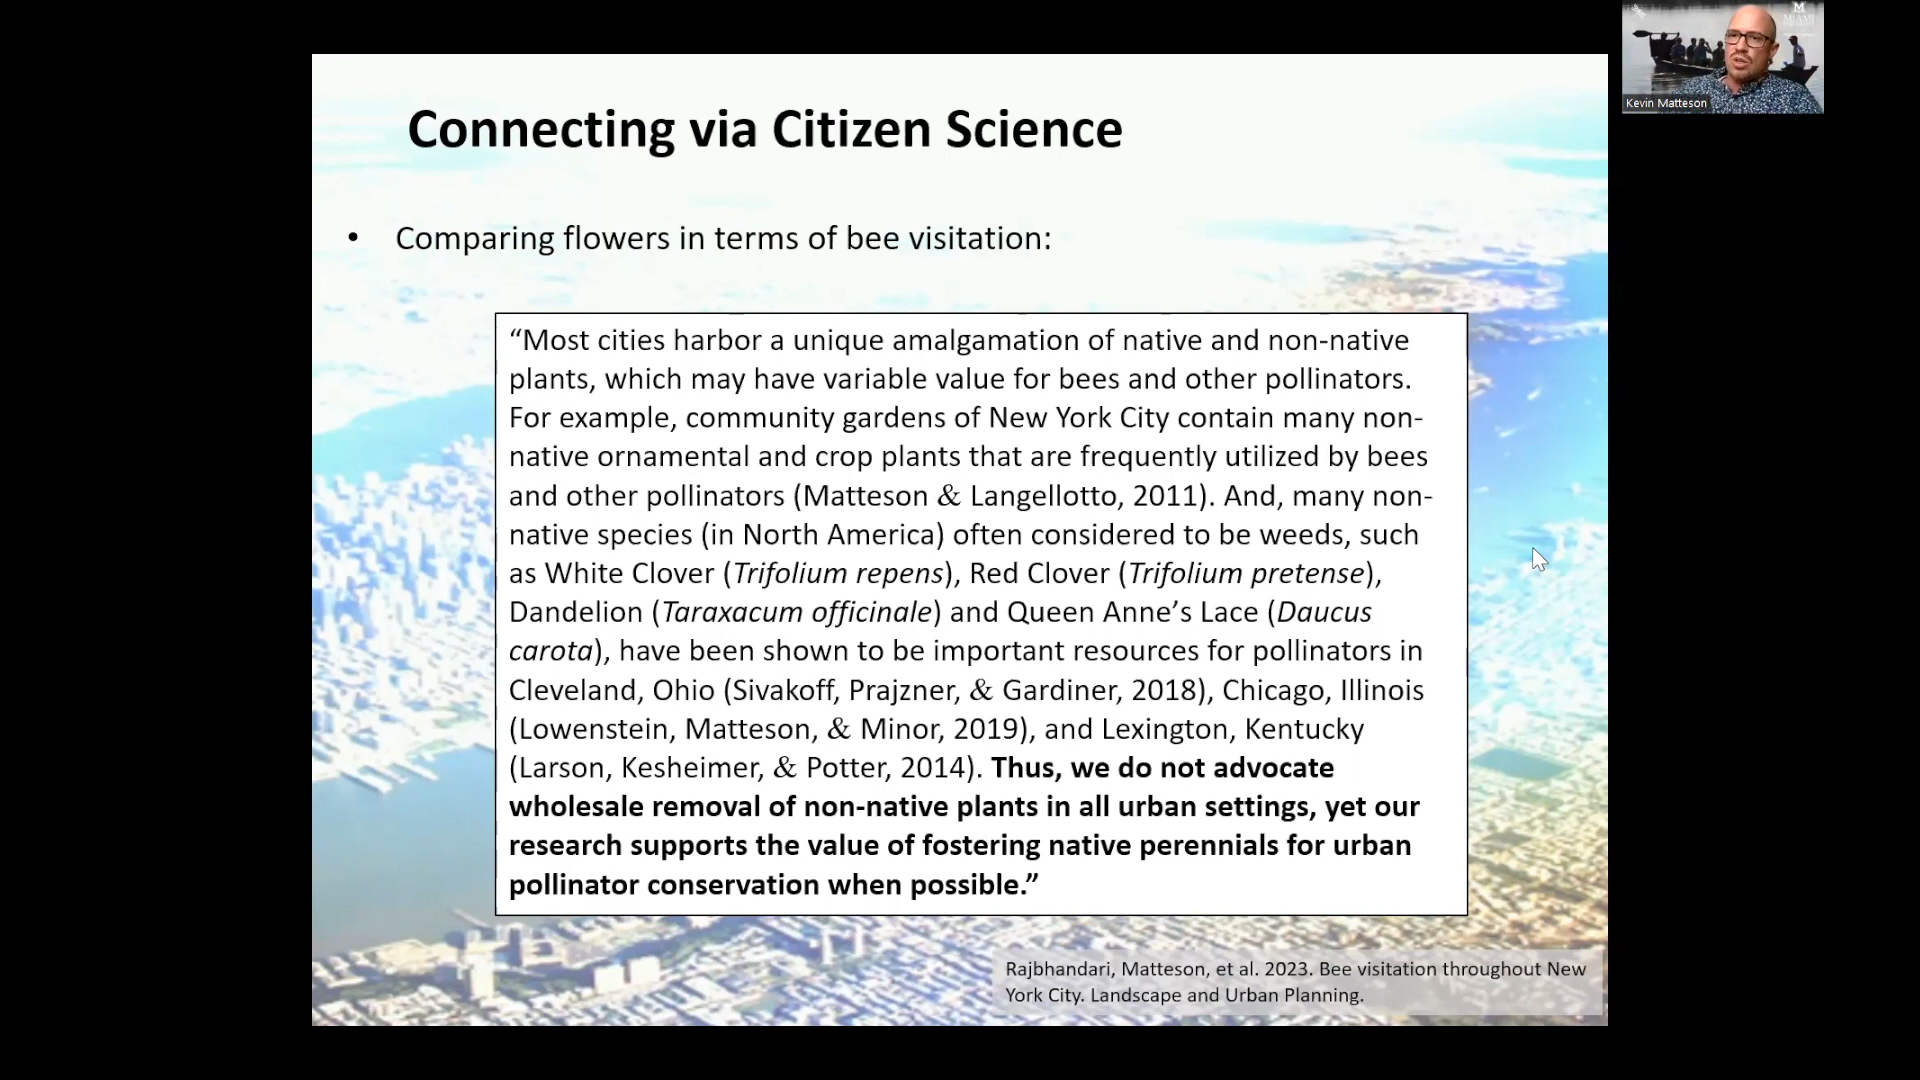 Connecting via Citizen Science
• Comparing flowers in terms of bee visitation:
“Most cities harbor a unique amalgamation of native and non-native
plants, which may have variable value for bees and other pollinators.
For example, community gardens of New York City contain many non-
native ornamental and crop plants that are frequently utilized by bees
and other pollinators (Matteson & Langellotto, 2011). And, many non-
native species (in North America) often considered to be weeds, such
as White Clover (Trifolium repens), Red Clover (Trifolium pretense),
Dandelion (Taraxacum officinale) and Queen Anne’s Lace (Daucus
carota), have been shown to be important resources for pollinators in
Cleveland, Ohio (Sivakoff, Prajzner, & Gardiner, 2018), Chicago, Illinois
(Lowenstein, Matteson, & Minor, 2019), and Lexington, Kentucky
(Larson, Kesheimer, & Potter, 2014). Thus, we do not advocate
wholesale removal of non-native plants in all urban settings, yet our
research supports the value of fostering native perennials for urban
pollinator conservation when possible.”
Rajbhandari, Matteson, et al. 2023. Bee visitation throughout New
York City. Landscape and Urban Planning.
M
MIAMI
Kevin Matteson